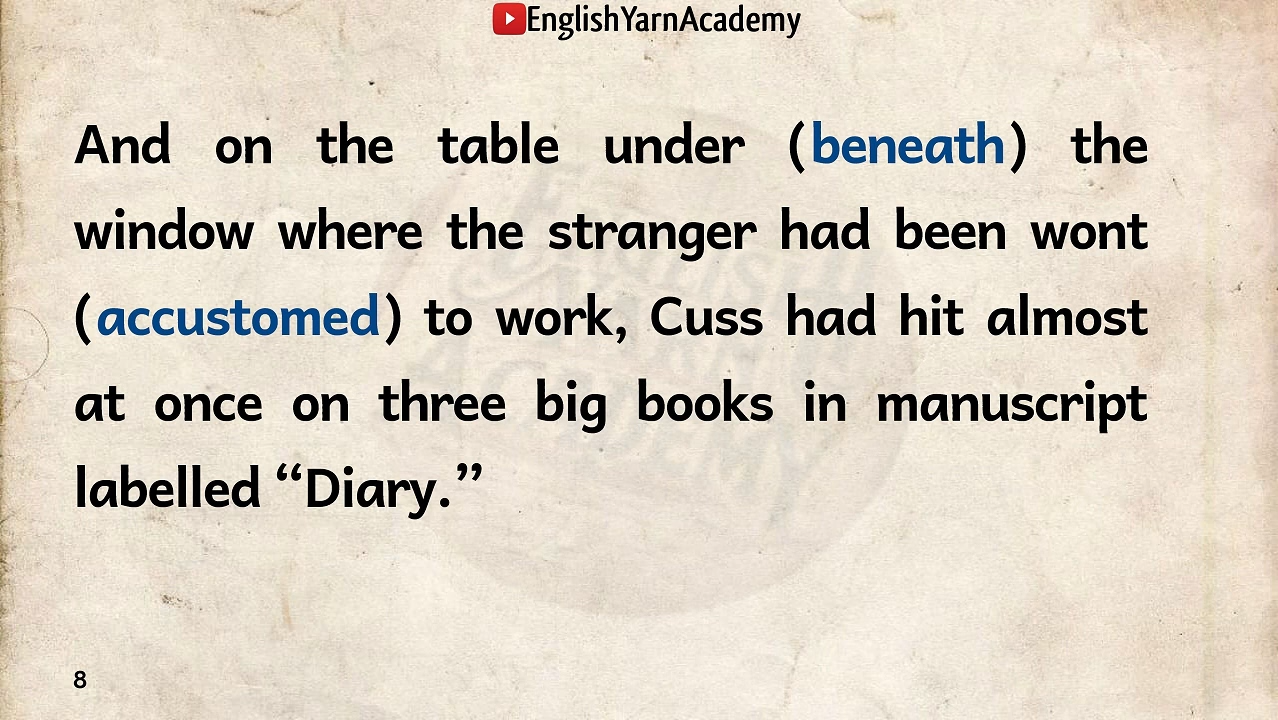 EnglishYarnAcademy
And on the table under (beneath) the
window where the stranger had been wont
(accustomed) to work, Cuss had hit almost
at once on three big books in manuscript
labelled “Diary.”
8